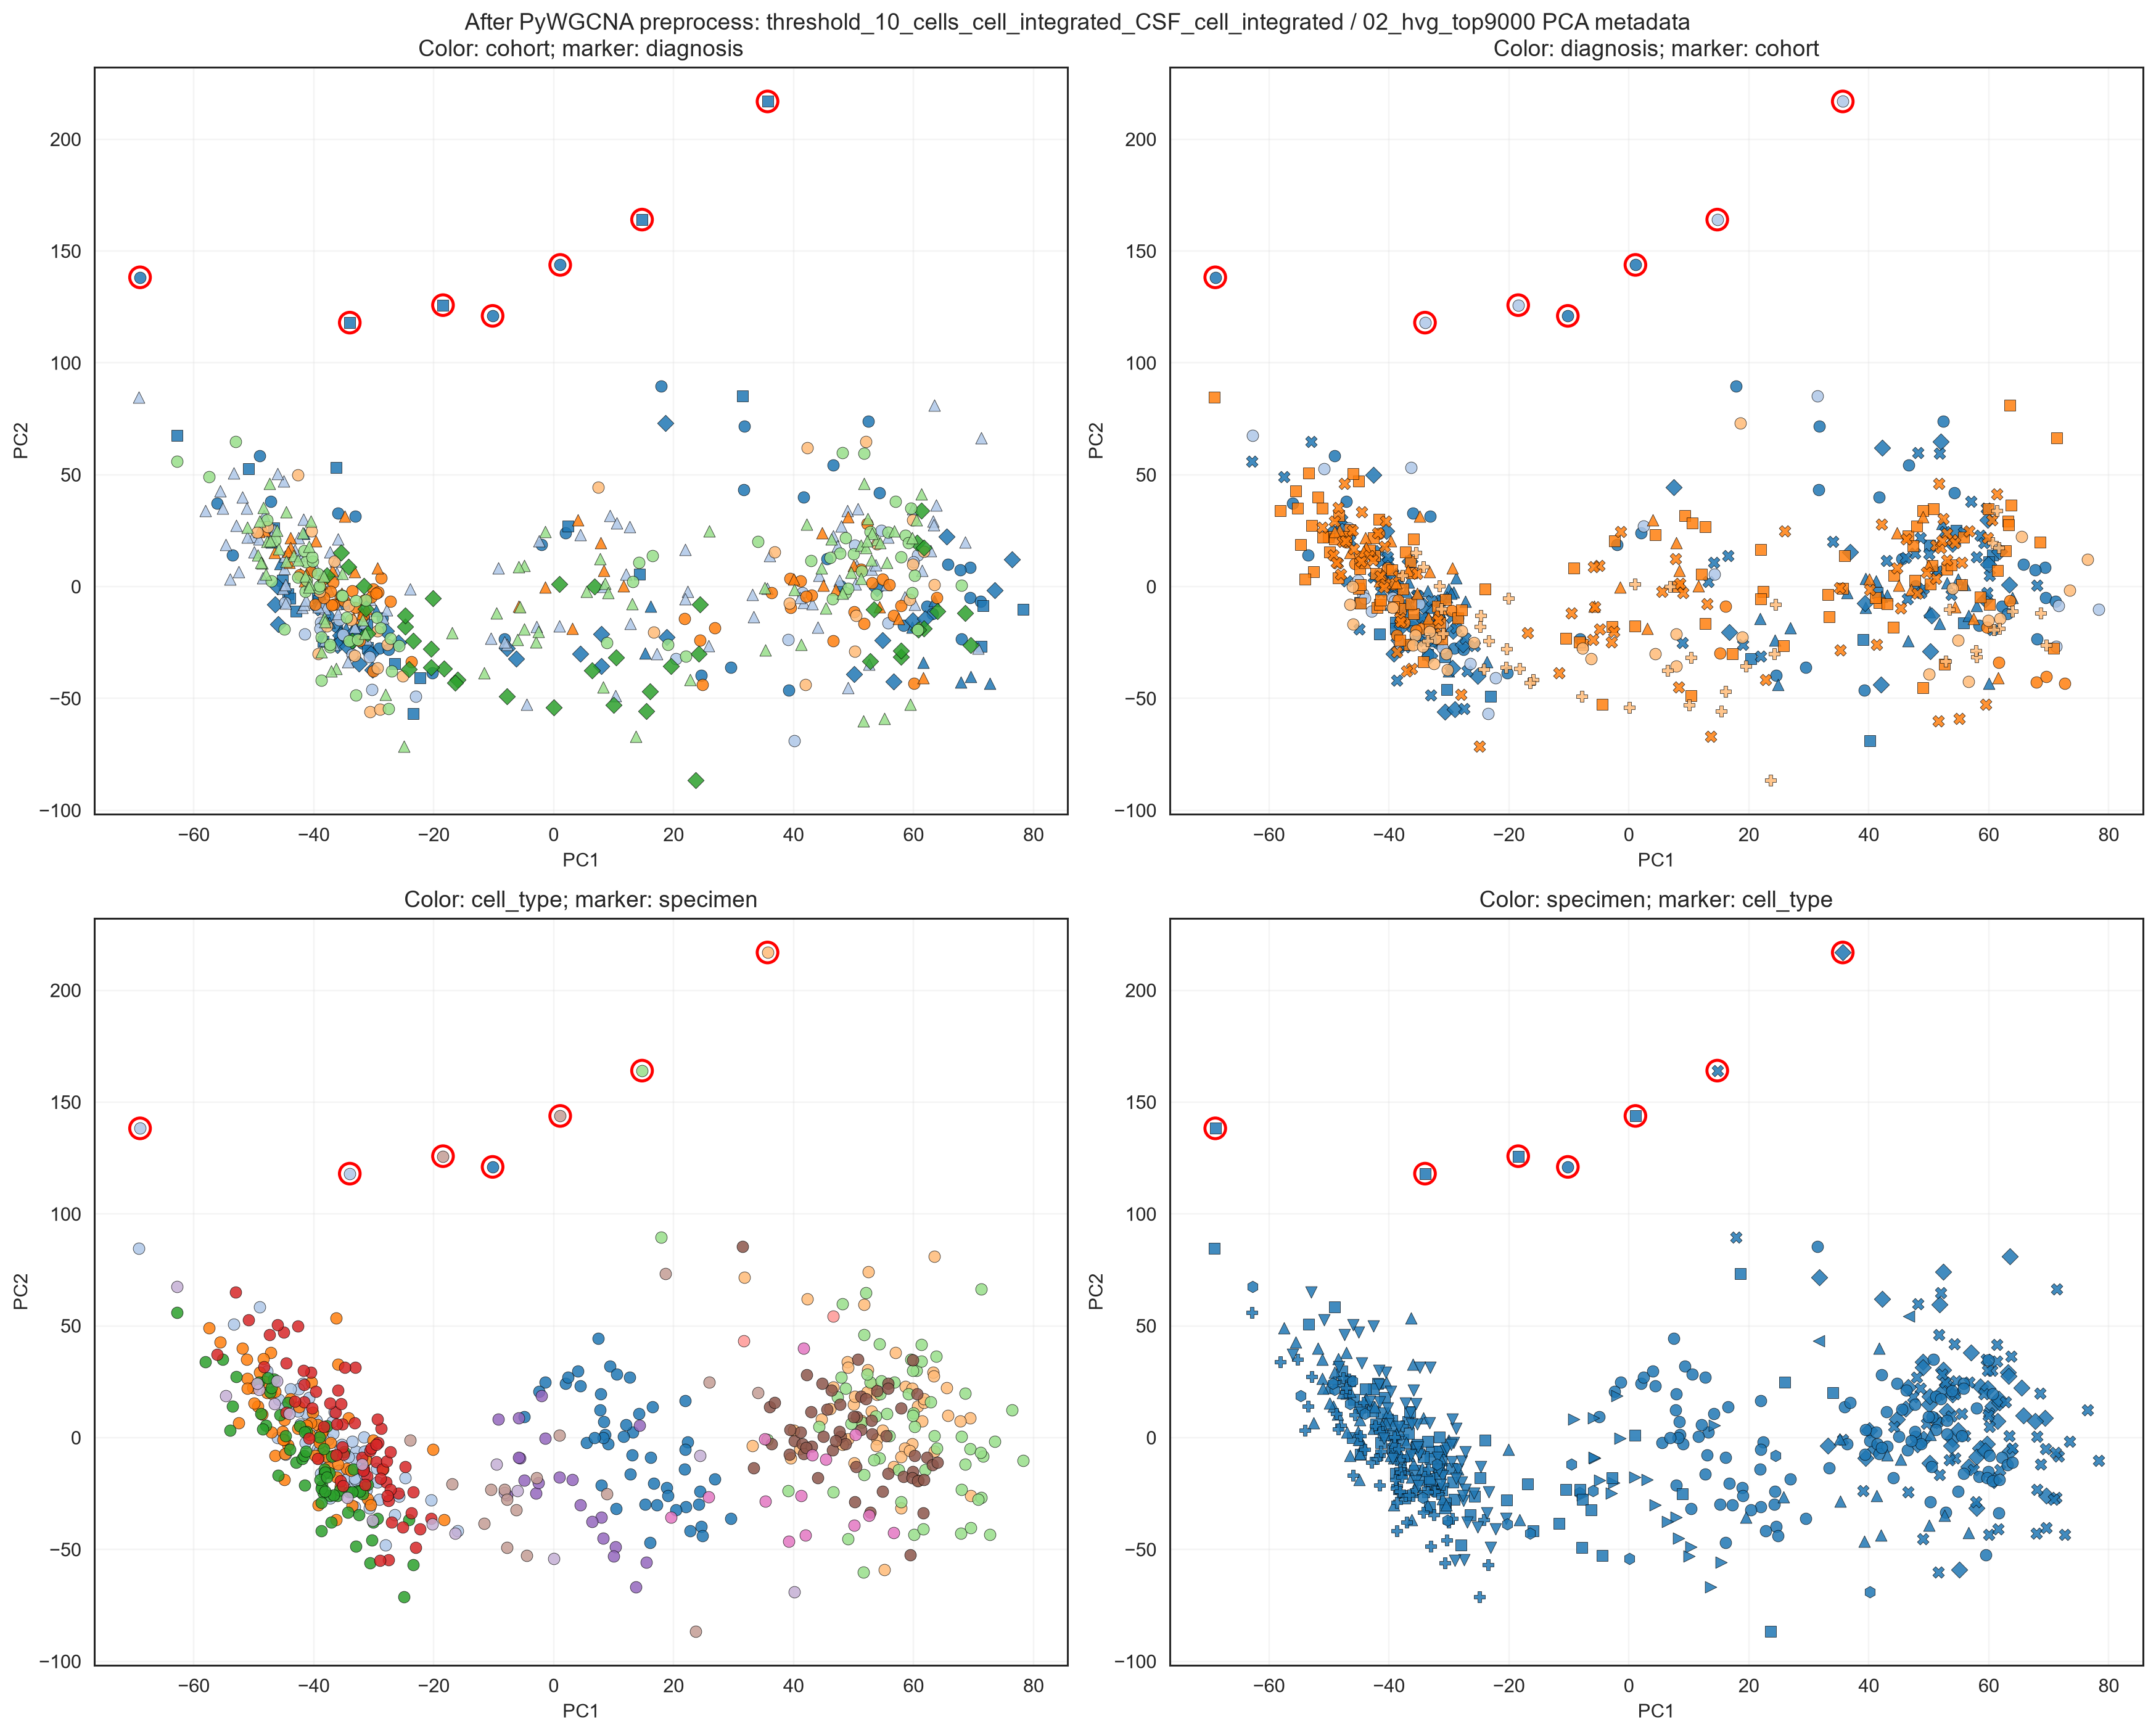 After PyWGCNA preprocess: threshold_10_cells_cell_integrated_CSF_cell_integrated / 02_hvg_top9000 PCA metadata
Color: cohort; marker: diagnosis
PC2
200
150
100
50
0
−50
−100
−60 −40 −20 0 20 40 60 80
PC1
Color: diagnosis; marker: cohort
PC2
200
150
100
50
0
−50
−100
−60 −40 −20 0 20 40 60 80
PC1
Color: cell_type; marker: specimen
PC2
200
150
100
50
0
−50
−100
−60 −40 −20 0 20 40 60 80
PC1
Color: specimen; marker: cell_type
PC2
200
150
100
50
0
−50
−100
−60 −40 −20 0 20 40 60 80
PC1